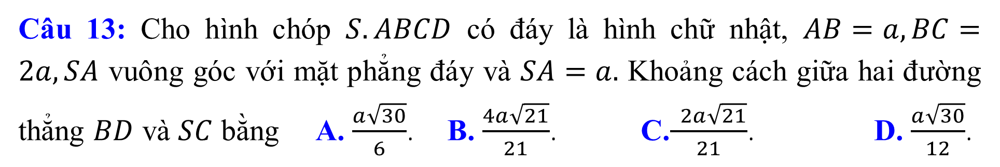 Câu 13: Cho hình chóp S.ABCD có đáy là hình chữ nhật, AB = a, BC =
2a, SA vuông góc với mặt phẳng đáy và SA = a. Khoảng cách giữa hai đường
thẳng BD và SC bằng A. \frac{a\sqrt{30}}{6}. B. \frac{4a\sqrt{21}}{21}. C. \frac{2a\sqrt{21}}{21}. D. \frac{a\sqrt{30}}{12}.